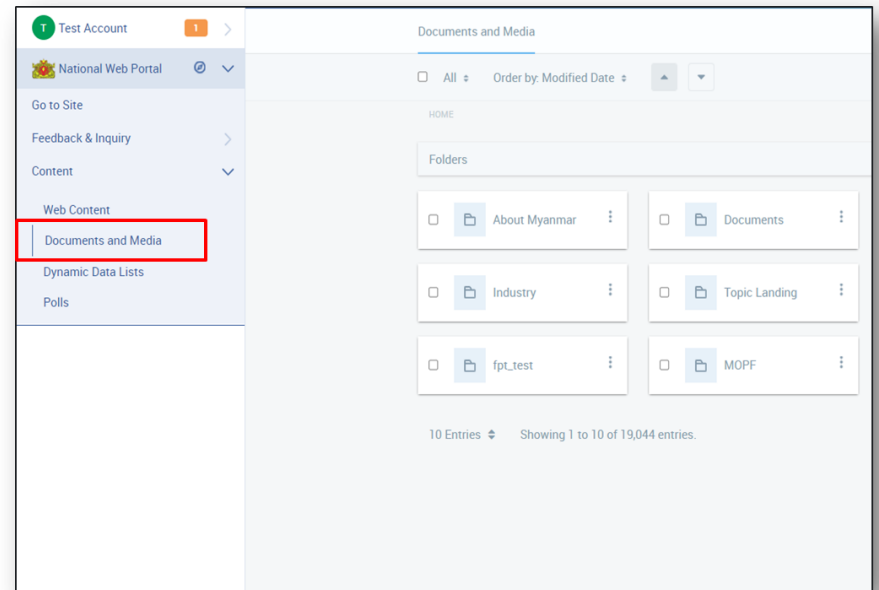 T Test Account 1
National Web Portal
Go to Site
Feedback & Inquiry
Content
Web Content
Documents and Media
Dynamic Data Lists
Polls
Documents and Media
All Order by: Modified Date
HOME
Folders
About Myanmar Documents
Industry Topic Landing
fpt_test MOPF
10 Entries Showing 1 to 10 of 19,044 entries.